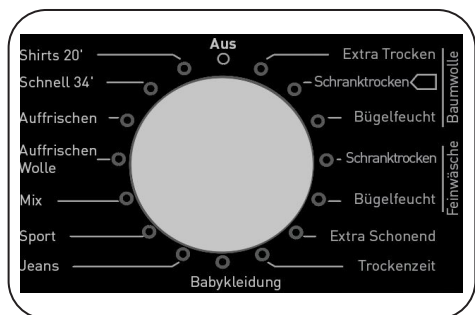 Aus
Shirts 20'
Schnell 34'
Auffrischen
Auffrischen
Wolle
Mix
Sport
Jeans
Babykleidung
Extra Trocken
Schranktrocken
Bügelfeucht
Baumwolle
Schranktrocken
Bügelfeucht
Feinwäsche
Extra Schonend
Trockenzeit